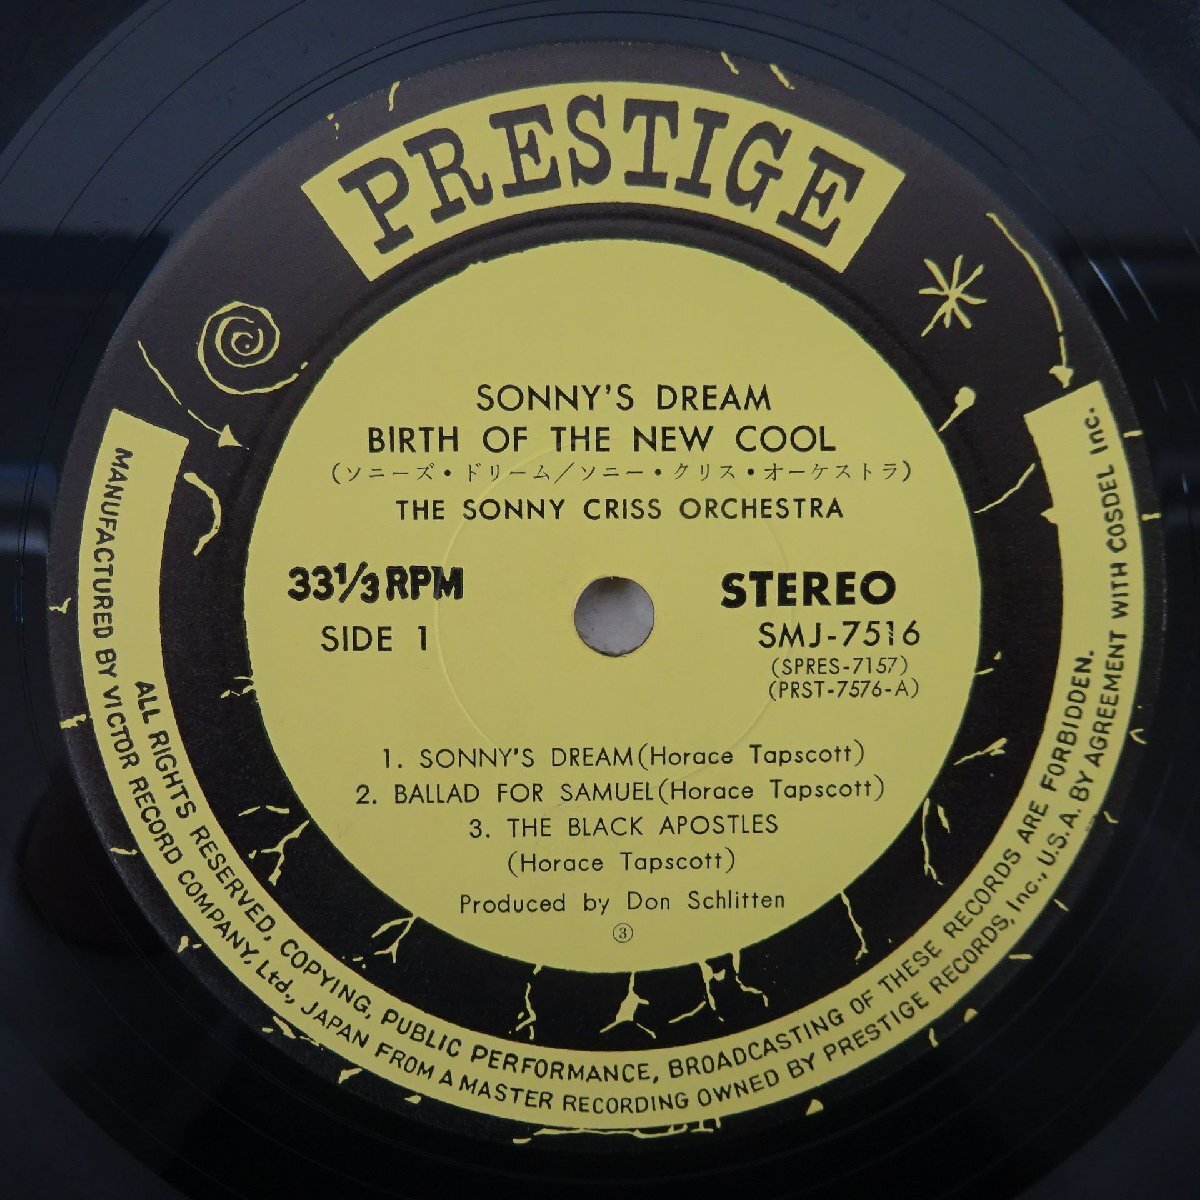 PRESTIGE
SONNY'S DREAM
BIRTH OF THE NEW COOL
(ソニーズ・ドリーム/ソニー・クリス・オーケストラ)
THE SONNY CRISS ORCHESTRA
33⅓ RPM
STEREO
SIDE 1
SMJ-7516
(SPRES-7157)
(PRST-7576-A)
1. SONNY'S DREAM (Horace Tapscott)
2. BALLAD FOR SAMUEL (Horace Tapscott)
3. THE BLACK APOSTLES
(Horace Tapscott)
Produced by Don Schlitten
③
ALL RIGHTS RESERVED, COPYING, PUBLIC PERFORMANCE, BROADCASTING OF THESE RECORDS ARE FORBIDDEN.
MANUFACTURED BY VICTOR RECORD COMPANY, Ltd., JAPAN FROM A MASTER RECORDING OWNED BY PRESTIGE RECORDS, Inc., U.S.A. BY AGREEMENT WITH COSDEL Inc.